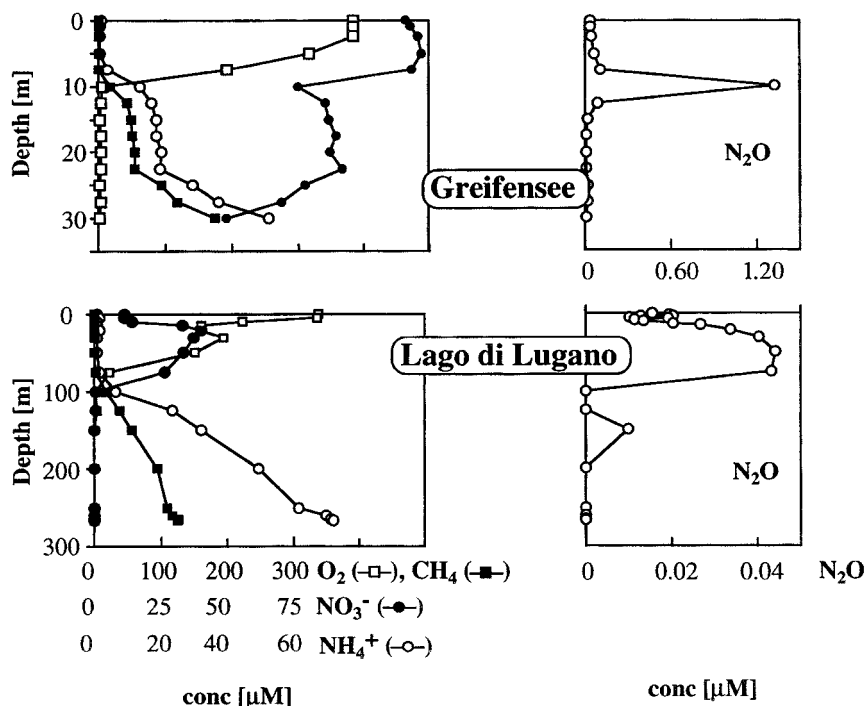 0
10
20
30
Depth [m]
Greifensee
N₂O
0 0.60 1.20
0
100
200
300
Depth [m]
Lago di Lugano
N₂O
0 100 200 300 O₂ (-□-), CH₄ (-■-)
0 25 50 75 NO₃⁻ (-●-)
0 20 40 60 NH₄⁺ (-○-)
conc [µM]
0 0.02 0.04 N₂O
conc [µM]